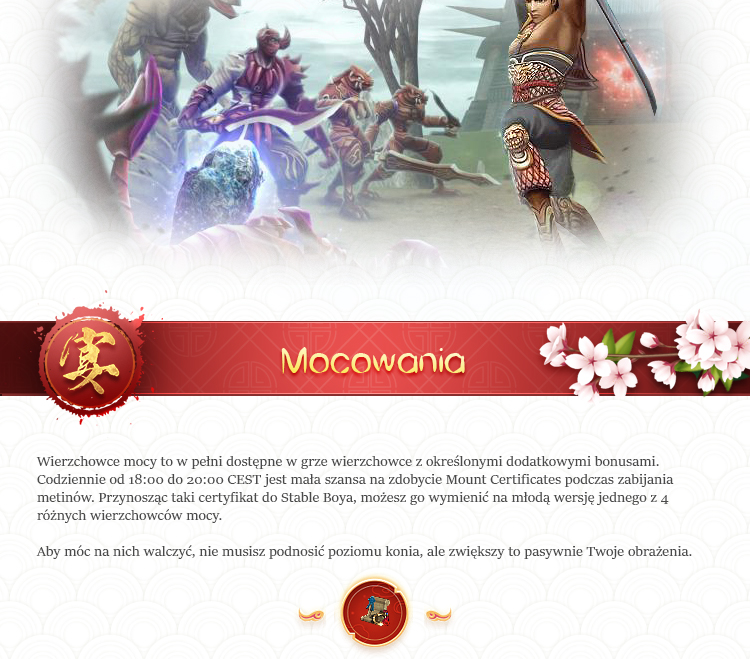 宴
Mocowania
Wierzchowce mocy to w pełni dostępne w grze wierzchowce z określonymi dodatkowymi bonusami.
Codziennie od 18:00 do 20:00 CEST jest mała szansa na zdobycie Mount Certificates podczas zabijania
metinów. Przynosząc taki certyfikat do Stable Boya, możesz go wymienić na młodą wersję jednego z 4
różnych wierzchowców mocy.
Aby móc na nich walczyć, nie musisz podnosić poziomu konia, ale zwiększy to pasywnie Twoje obrażenia.